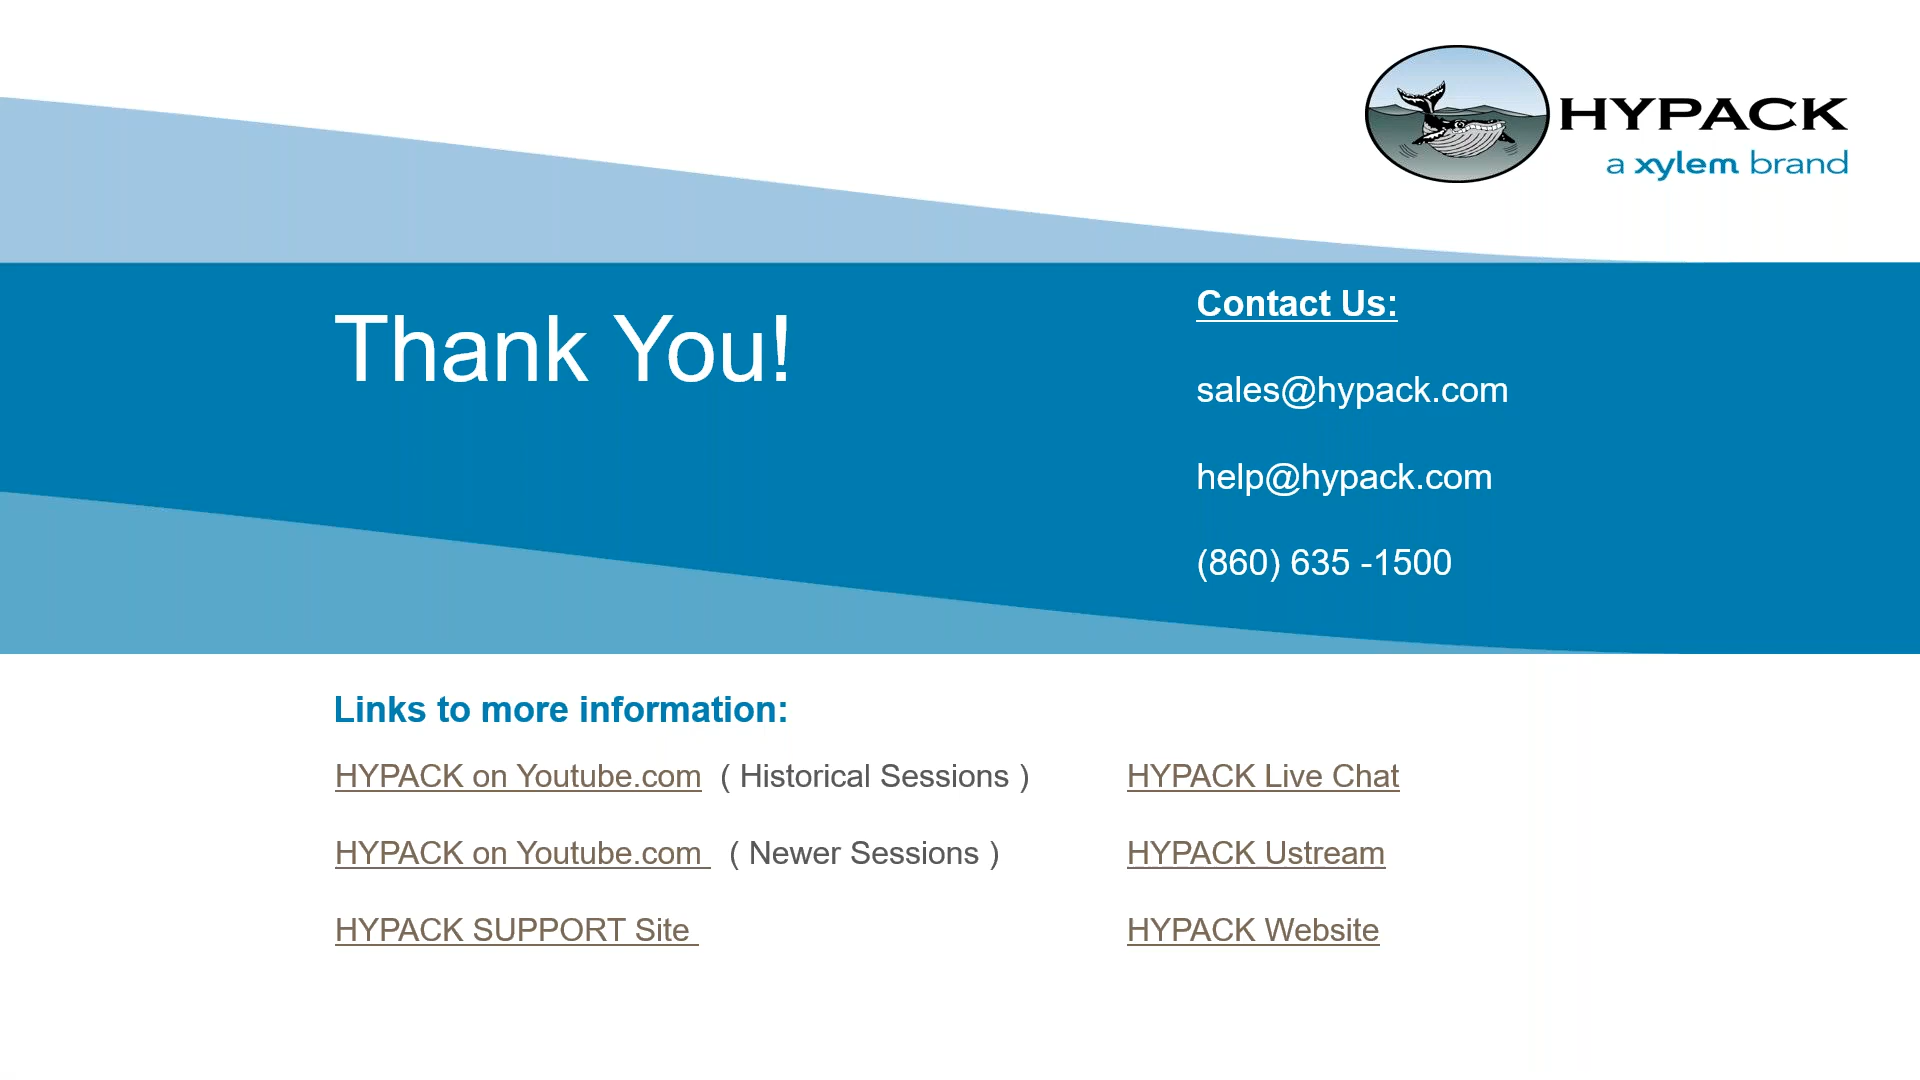 HYPACK
a xylem brand
Thank You!
Contact Us:
sales@hypack.com
help@hypack.com
(860) 635 -1500
Links to more information:
HYPACK on Youtube.com ( Historical Sessions )
HYPACK Live Chat
HYPACK on Youtube.com ( Newer Sessions )
HYPACK Ustream
HYPACK SUPPORT Site
HYPACK Website